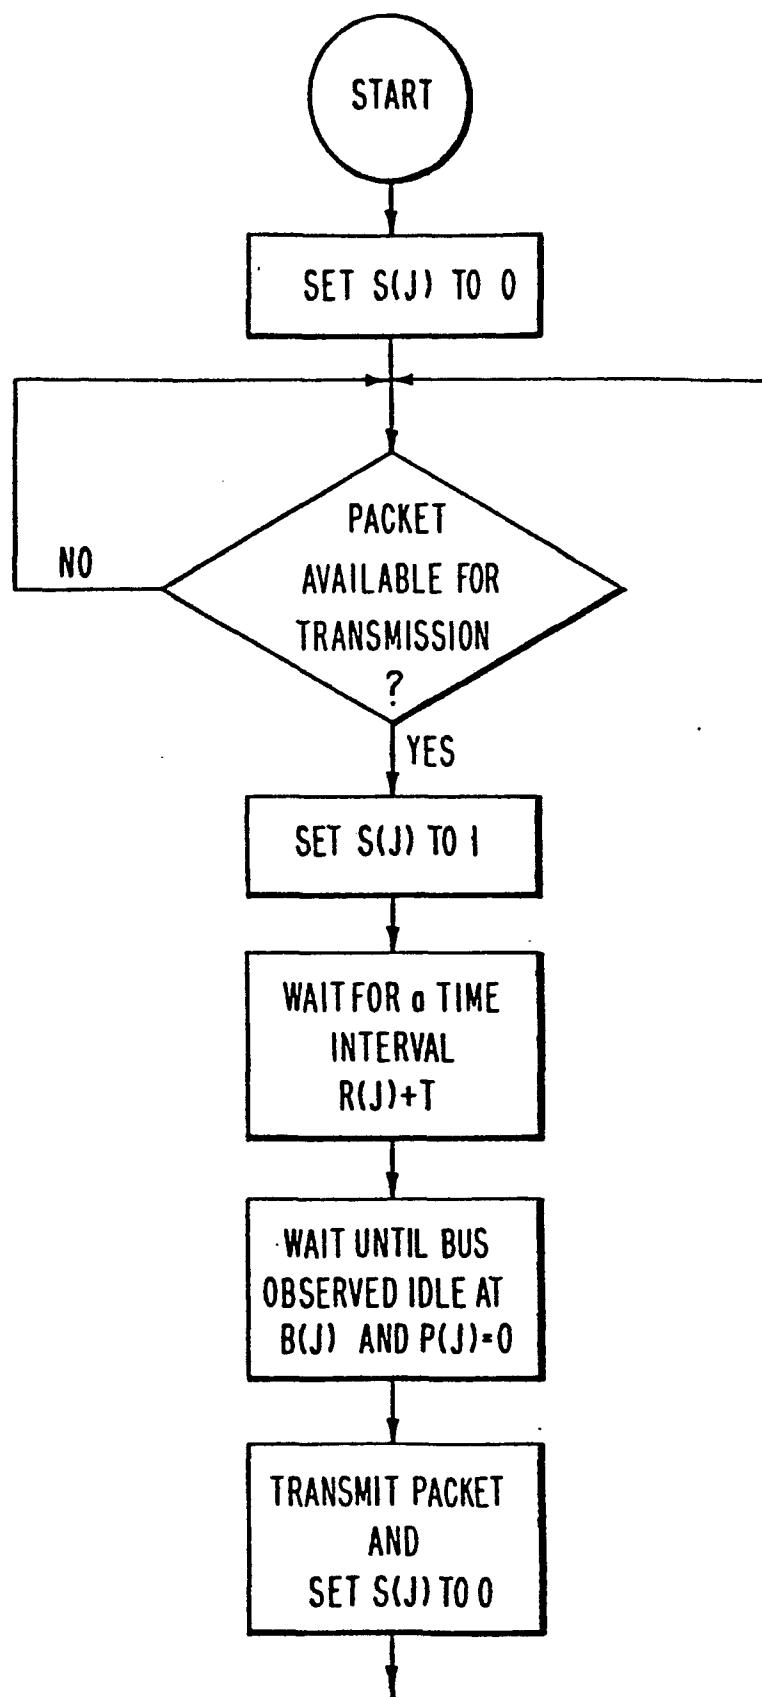 START
SET S(J) TO 0
PACKET
AVAILABLE FOR
TRANSMISSION
?
NO
YES
SET S(J) TO 1
WAIT FOR a TIME
INTERVAL
R(J)+T
WAIT UNTIL BUS
OBSERVED IDLE AT
B(J) AND P(J)=0
TRANSMIT PACKET
AND
SET S(J) TO 0